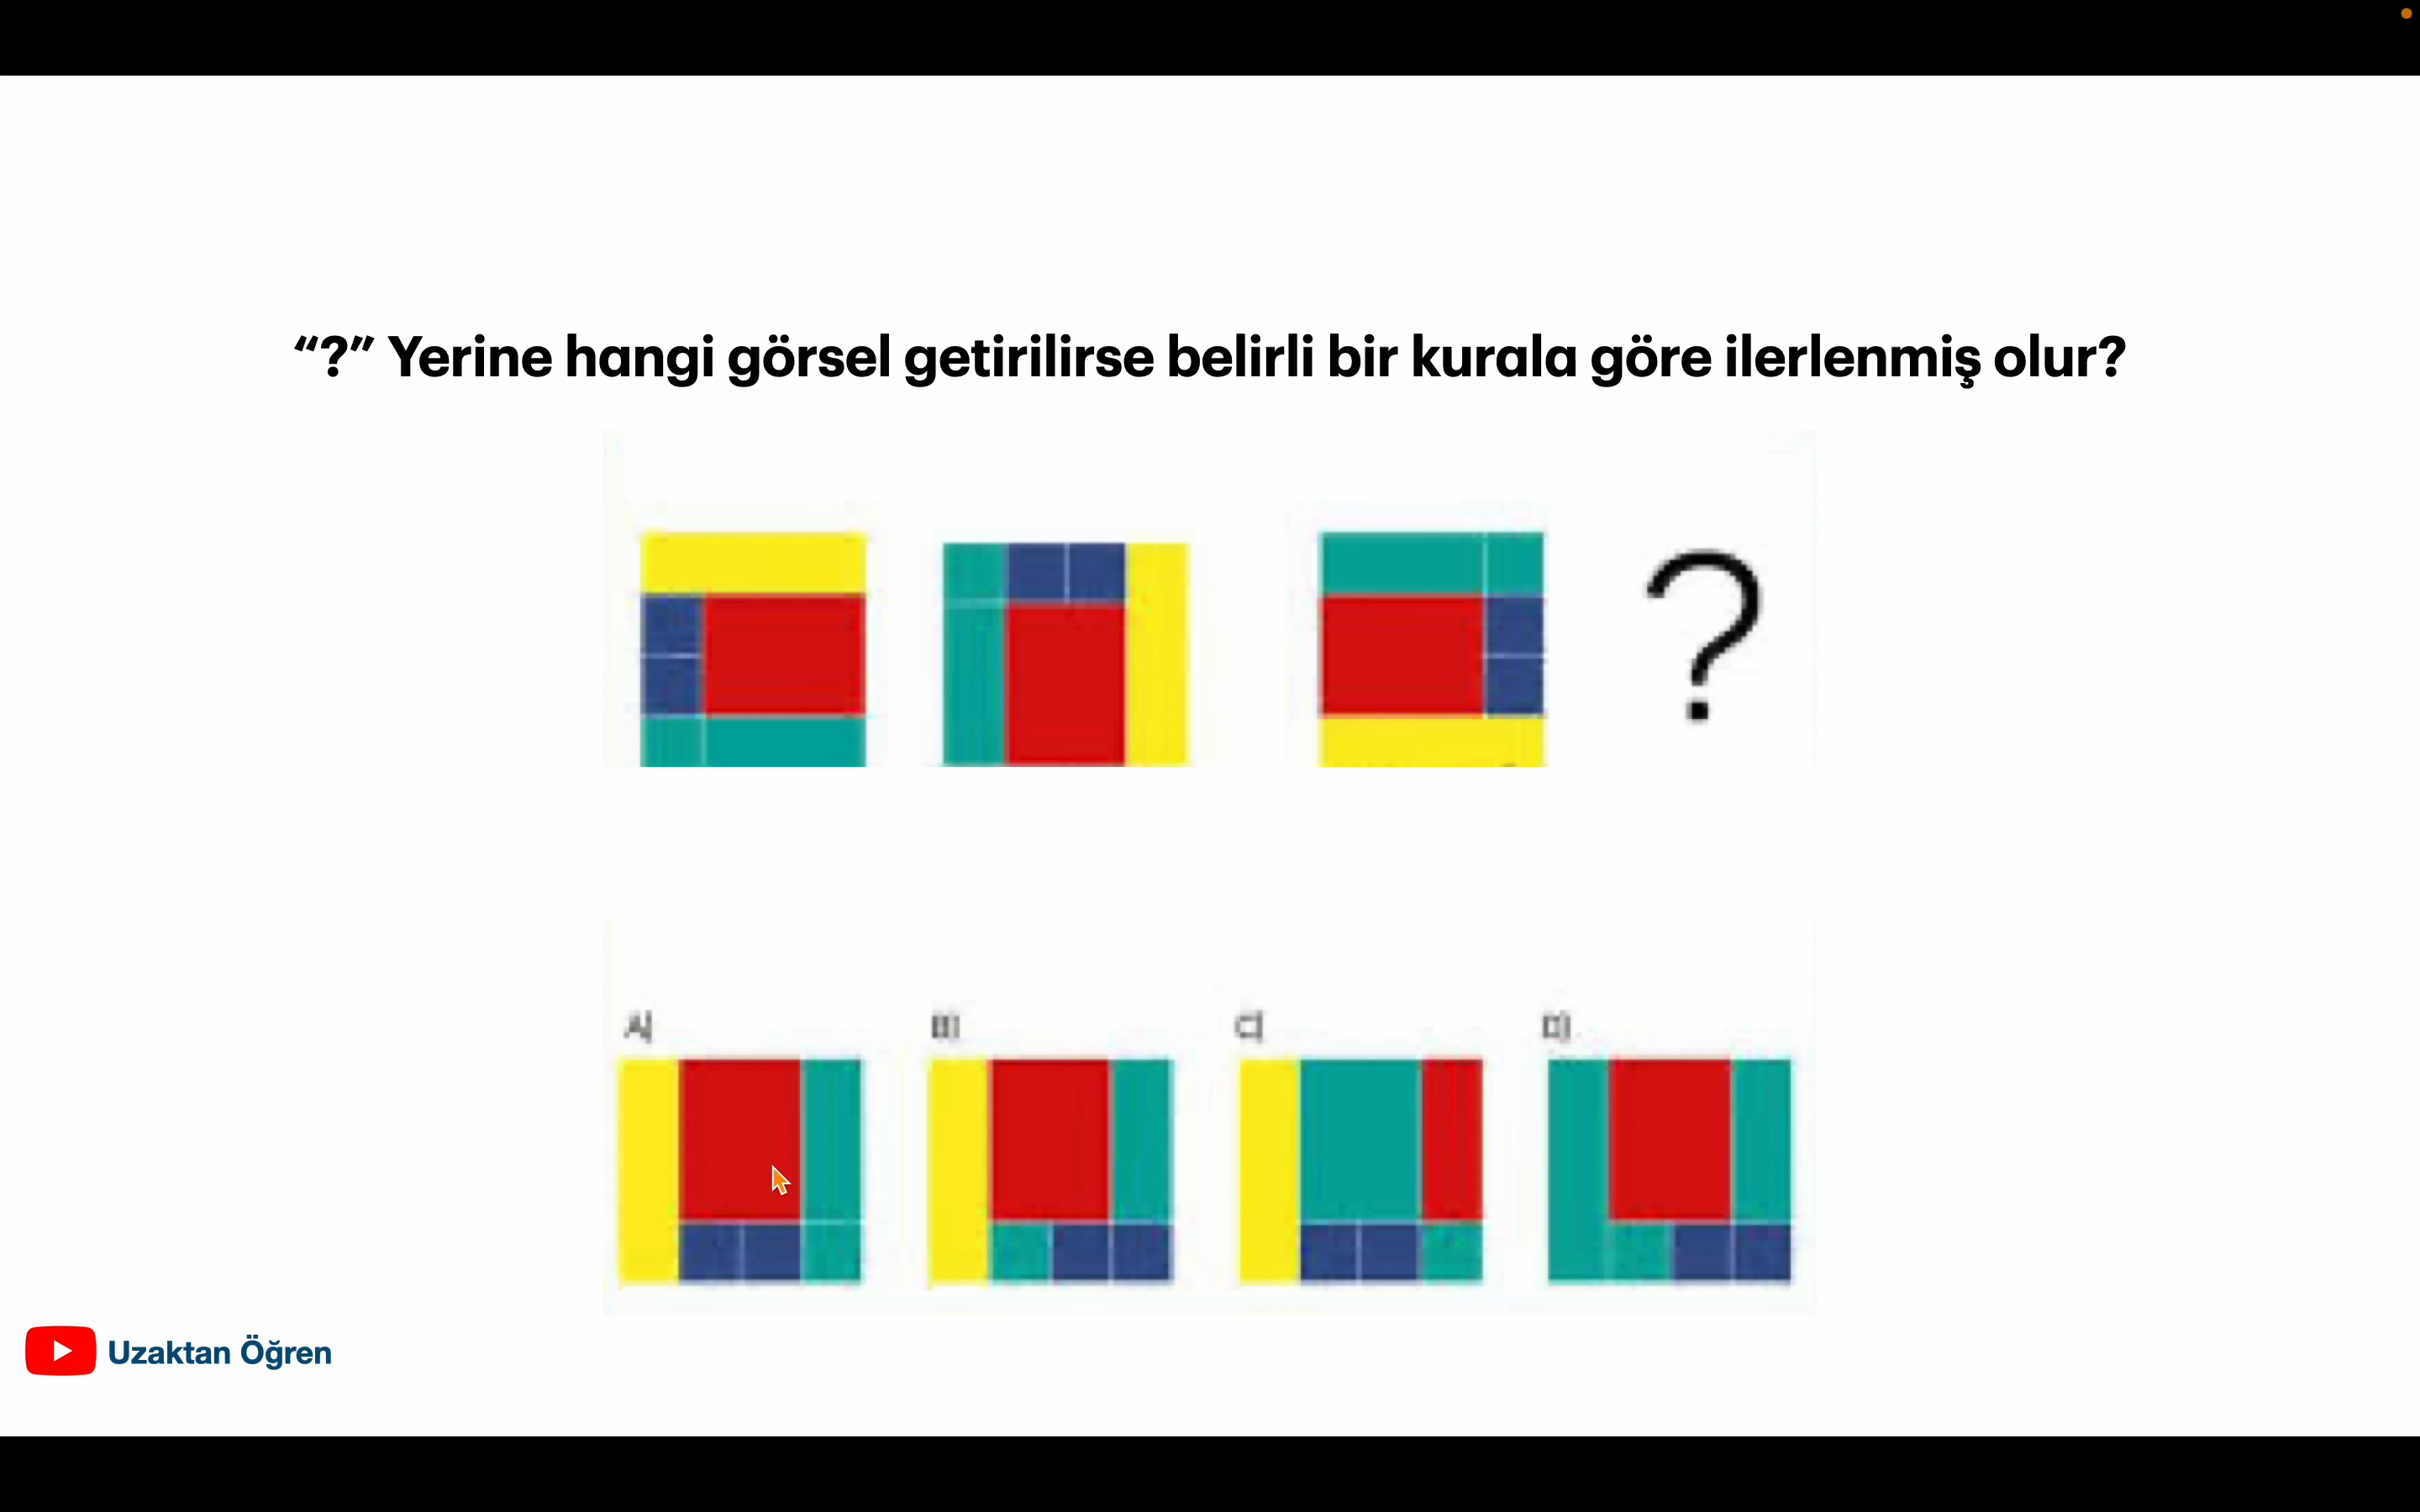 “?” Yerine hangi görsel getirilirse belirli bir kurala göre ilerlenmiş olur?
?
A) B) C) D)
Uzaktan Öğren